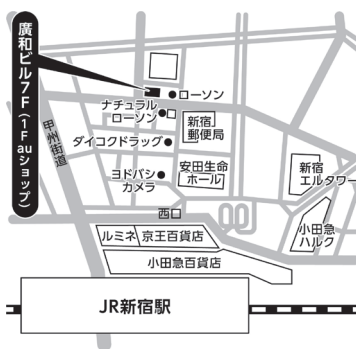 廣和ビル7F(1F auショップ)
ローソン
ナチュラル
ローソン
新宿
郵便局
甲州街道
ダイコクドラッグ
安田生命
ホール
新宿
エルタワー
ヨドバシ
カメラ
西口
小田急
ハルク
ルミネ
京王百貨店
小田急百貨店
JR新宿駅